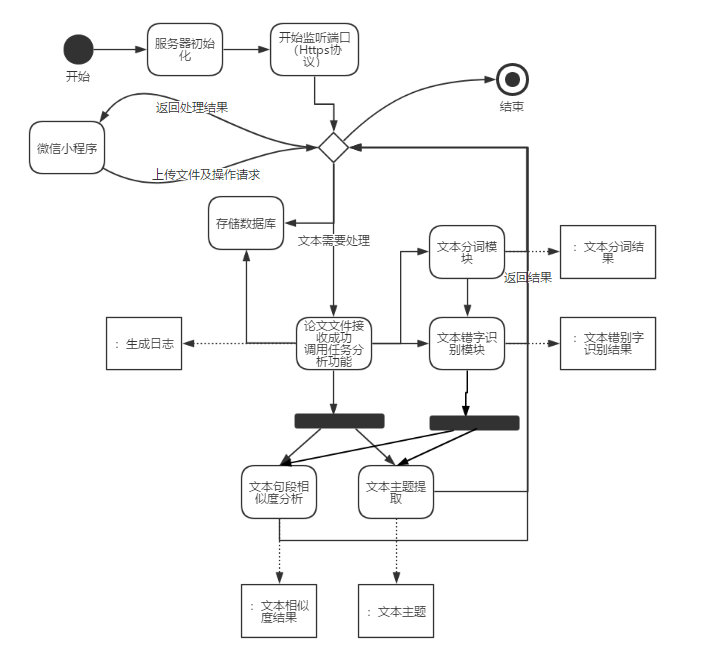 服务器初始
化
开始监听端口
（Https协
议）
开始
结束
返回处理结果
微信小程序
上传文件及操作请求
存储数据库
文本需要处理
文本分词模
块
：文本分词结
果
返回结果
：生成日志
论文文件接
收成功
调用任务分
析功能
文本错字识
别模块
：文本错别字
识别结果
文本句段相
似度分析
文本主题提
取
：文本相似
度结果
：文本主题